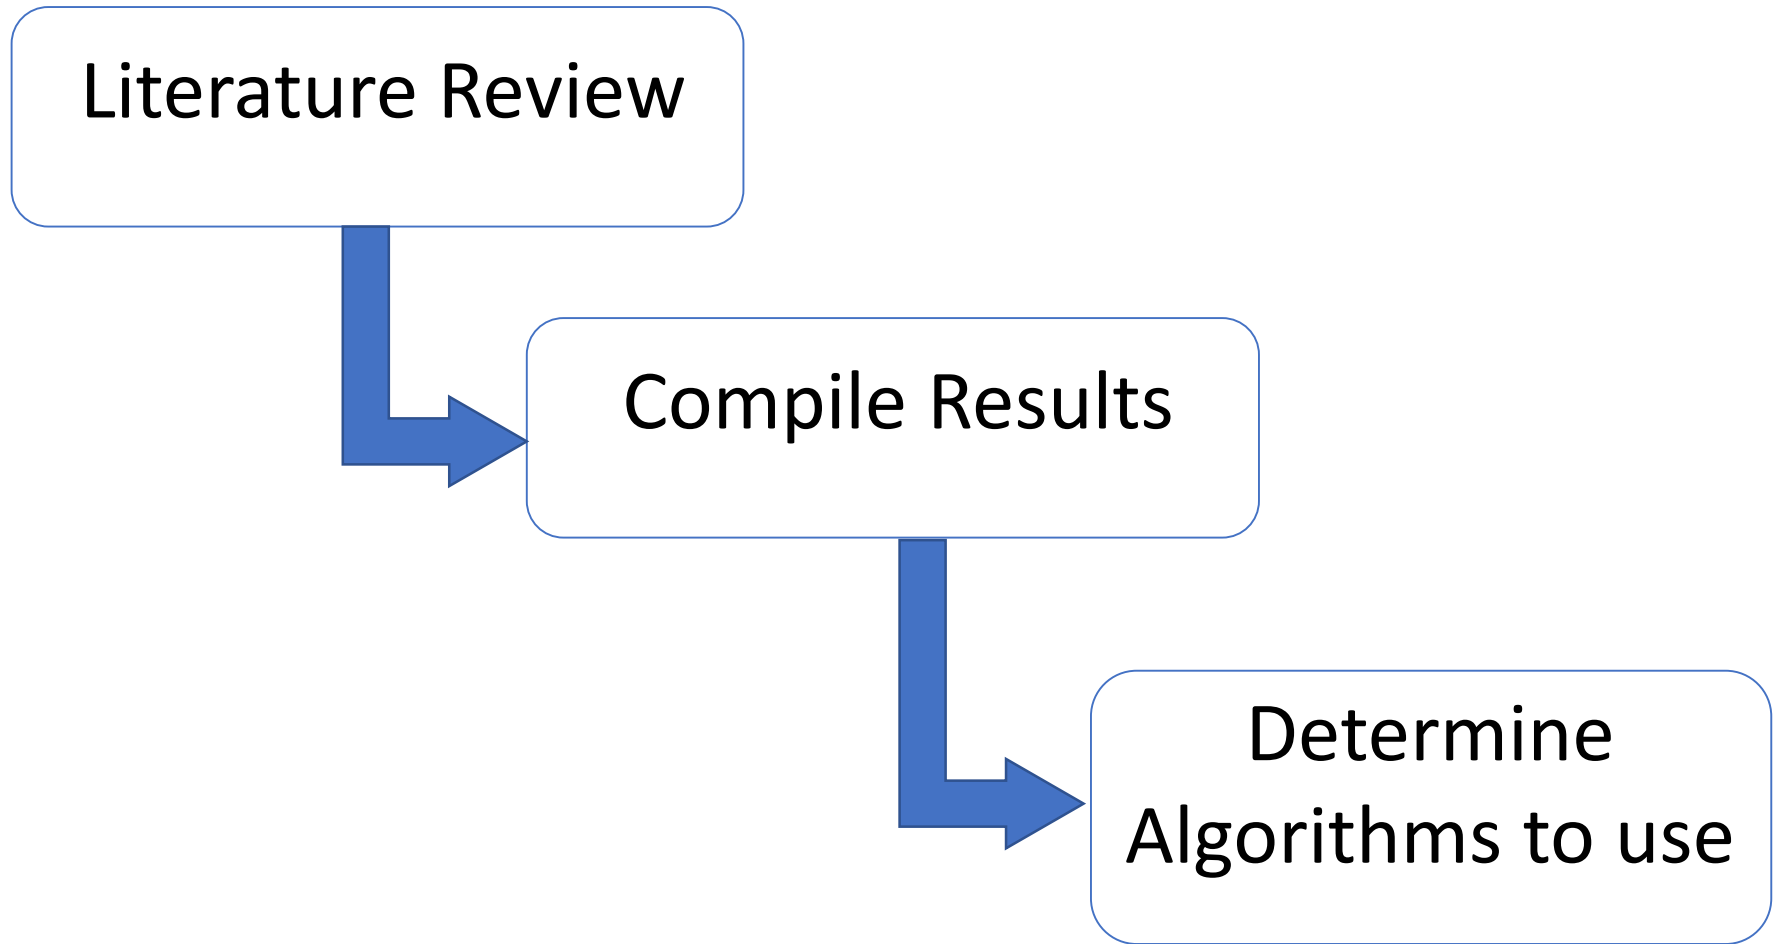 Literature Review
Compile Results
Determine
Algorithms to use